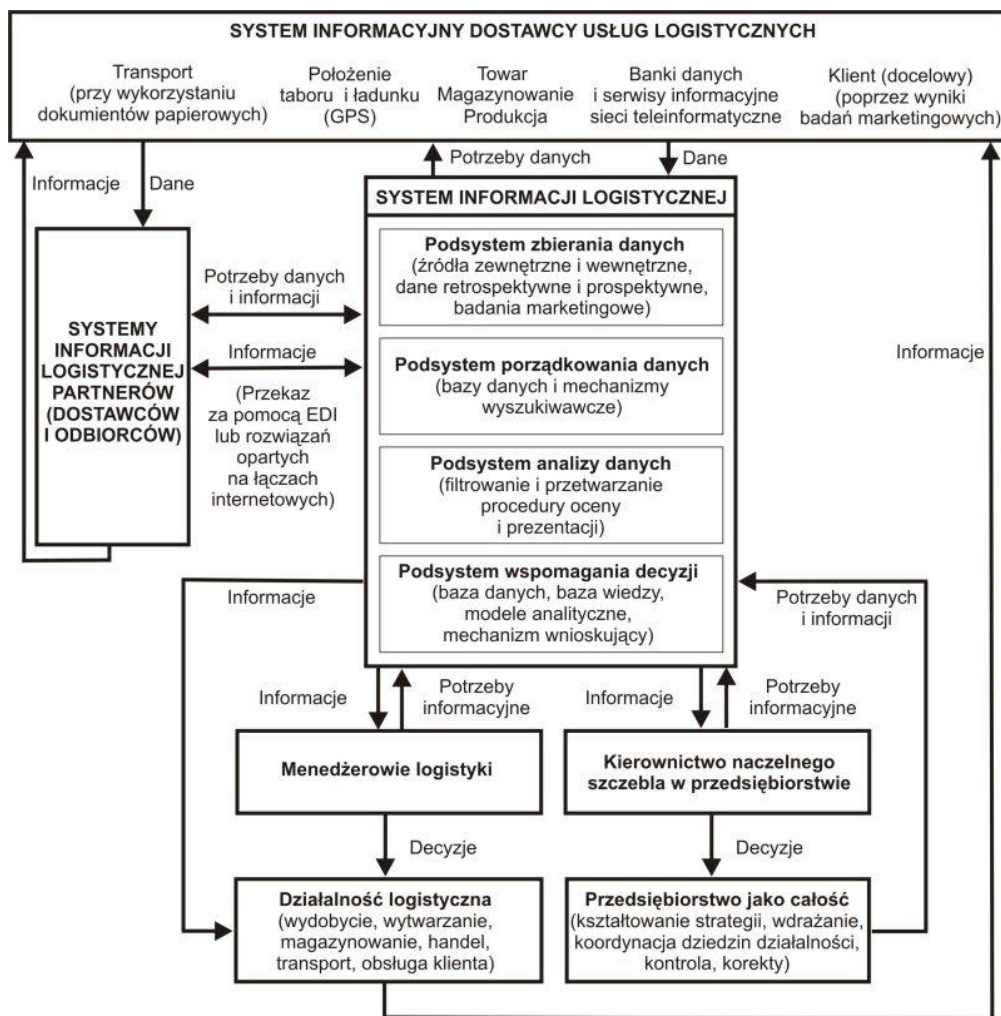 SYSTEM INFORMACYJNY DOSTAWCY USŁUG LOGISTYCZNYCH
Transport
(przy wykorzystaniu
dokumentów papierowych)
Położenie
taboru i ładunku
(GPS)
Towar
Magazynowanie
Produkcja
Banki danych
i serwisy informacyjne
sieci teleinformatyczne
Klient (docelowy)
(poprzez wyniki
badań marketingowych)
Informacje
Dane
Potrzeby danych
Dane
SYSTEM INFORMACJI LOGISTYCZNEJ
Podsystem zbierania danych
(źródła zewnętrzne i wewnętrzne,
dane retrospektywne i prospektywne,
badania marketingowe)
Potrzeby danych
i informacji
SYSTEMY
INFORMACJI
LOGISTYCZNEJ
PARTNERÓW
(DOSTAWCÓW
I ODBIORCÓW)
Informacje
(Przekaz
za pomocą EDI
lub rozwiązań
opartych
na łączach
internetowych)
Podsystem porządkowania danych
(bazy danych i mechanizmy
wyszukiwawcze)
Informacje
Podsystem analizy danych
(filtrowanie i przetwarzanie
procedury oceny
i prezentacji)
Podsystem wspomagania decyzji
(baza danych, baza wiedzy,
modele analityczne,
mechanizm wnioskujący)
Informacje
Potrzeby danych
i informacji
Informacje
Potrzeby
informacyjne
Informacje
Potrzeby
informacyjne
Menedżerowie logistyki
Kierownictwo naczelnego
szczebla w przedsiębiorstwie
Decyzje
Decyzje
Działalność logistyczna
(wydobycie, wytwarzanie,
magazynowanie, handel,
transport, obsługa klienta)
Przedsiębiorstwo jako całość
(kształtowanie strategii, wdrażanie,
koordynacja dziedzin działalności,
kontrola, korekty)